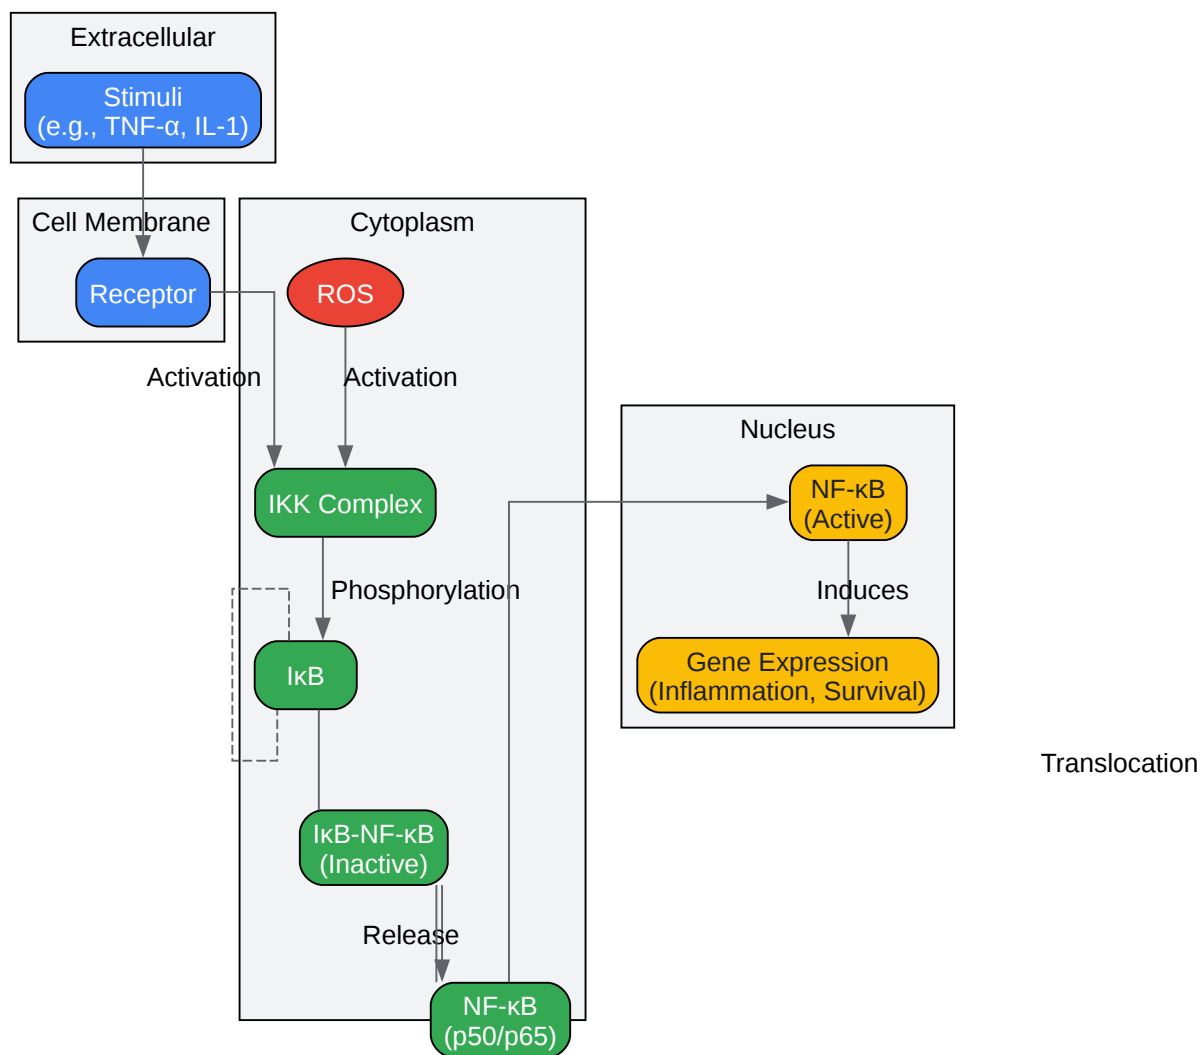 Extracellular
Stimuli
(e.g., TNF-α, IL-1)
Cell Membrane
Receptor
Cytoplasm
ROS
Activation
Activation
IKK Complex
Phosphorylation
IκB
IκB-NF-κB
(Inactive)
Release
NF-κB
(p50/p65)
Nucleus
NF-κB
(Active)
Induces
Gene Expression
(Inflammation, Survival)
Translocation